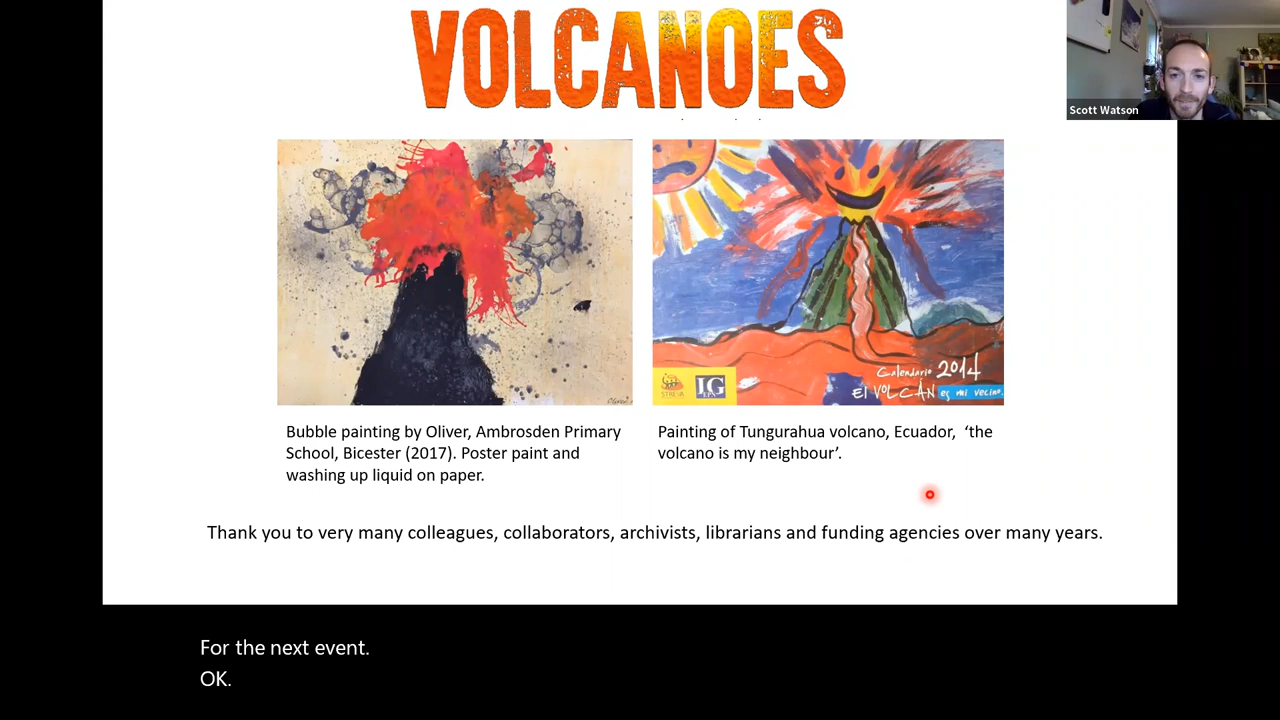 VOLCANOES
Scott Watson
Calendario 2014
El VOLCÁN es mi vecino.
STREVA
IG
Oliver
Bubble painting by Oliver, Ambrosden Primary
School, Bicester (2017). Poster paint and
washing up liquid on paper.
Painting of Tungurahua volcano, Ecuador,  ‘the
volcano is my neighbour’.
Thank you to very many colleagues, collaborators, archivists, librarians and funding agencies over many years.
For the next event.
OK.